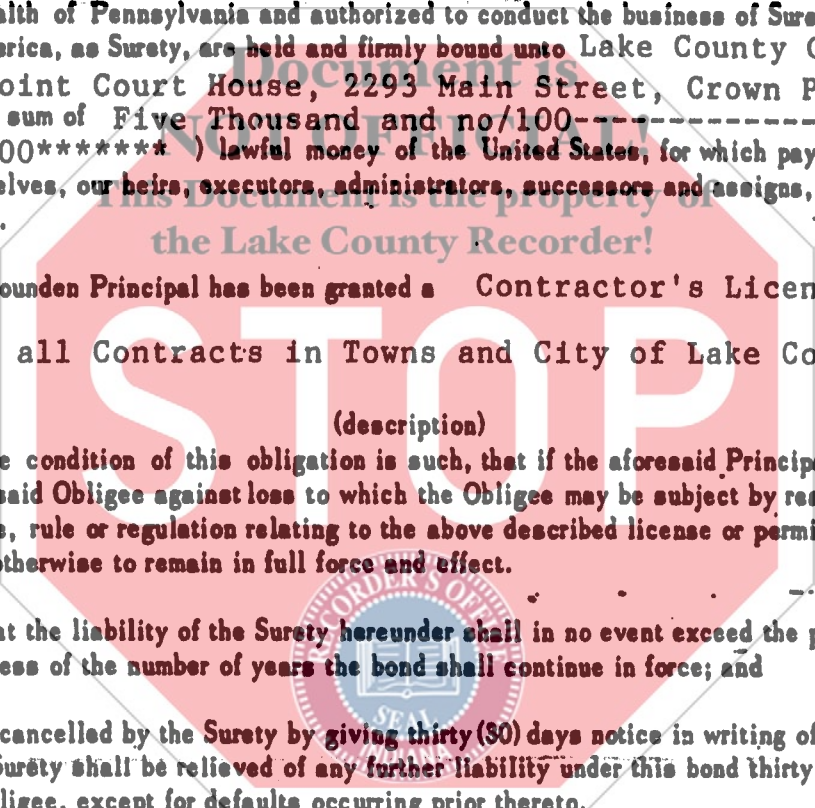 alth of Pennsylvania and authorized to conduct the business of Sure
erica, as Surety, are held and firmly bound unto Lake County C
Document is
oint Court House, 2293 Main Street, Crown P
sum of Five Thousand and no/100--------------
NOT OFFICIAL!
00******* ) lawful money of the United States, for which pay
elves, our heirs, executors, administrators, successors and assigns,
This Document is the property of
the Lake County Recorder!
ounden Principal has been granted a Contractor's Licen
STOP
all Contracts in Towns and City of Lake Co
(description)
e condition of this obligation is such, that if the aforesaid Princip
said Obligee against loss to which the Obligee may be subject by rea
e, rule or regulation relating to the above described license or permi
otherwise to remain in full force and effect.
RECORDER'S OFFICE
at the liability of the Surety hereunder shall in no event exceed the p
ess of the number of years the bond shall continue in force; and
SEAL
INDIANA
cancelled by the Surety by giving thirty (30) days notice in writing of
Surety shall be relieved of any further liability under this bond thirty
ligee, except for defaults occurring prior thereto.